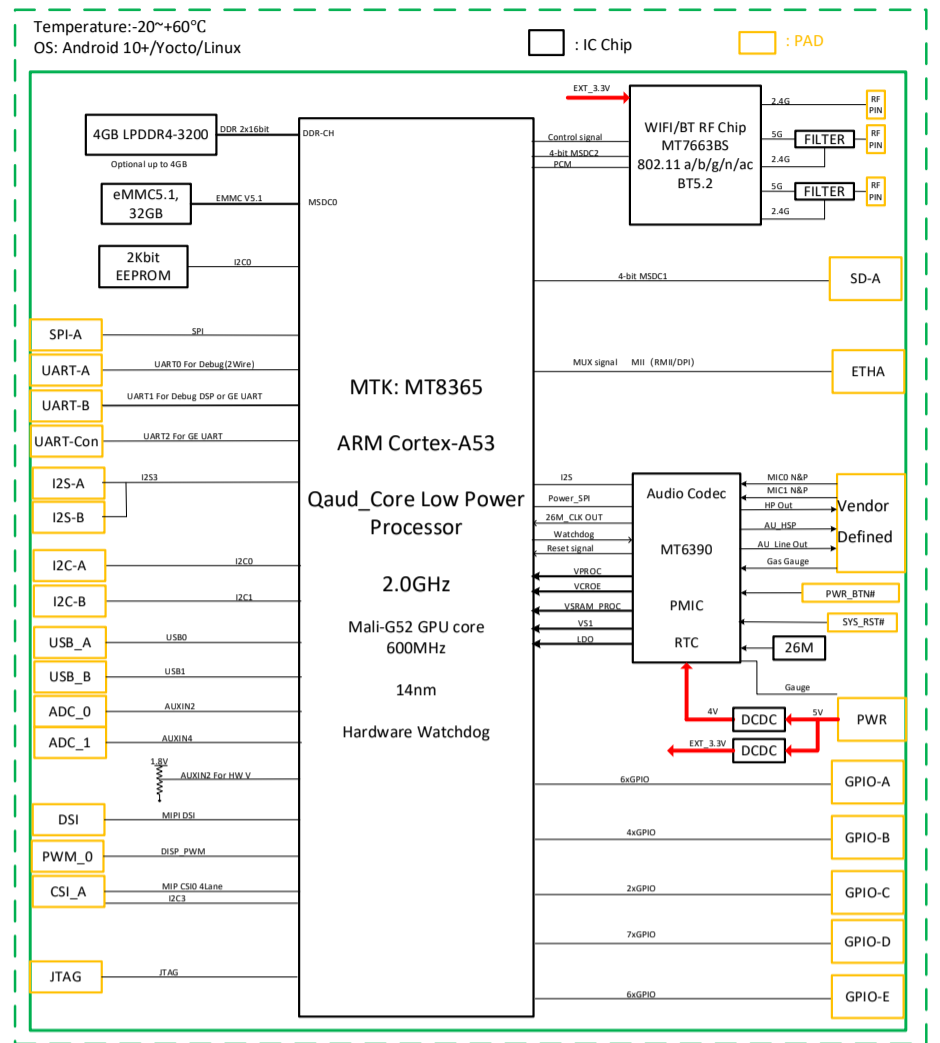 Temperature:-20~+60℃
OS: Android 10+/Yocto/Linux
: IC Chip
: PAD
4GB LPDDR4-3200
DDR 2x16bit
DDR-CH
Optional up to 4GB
eMMC5.1,
32GB
EMMC V5.1
MSDC0
2Kbit
EEPROM
I2C0
SPI-A
SPI
UART-A
UART0 For Debug(2Wire)
UART-B
UART1 For Debug DSP or GE UART
UART-Con
UART2 For GE UART
I2S-A
I2S3
I2S-B
I2C-A
I2C0
I2C-B
I2C1
USB_A
USB0
USB_B
USB1
ADC_0
AUXIN2
ADC_1
AUXIN4
1.8V
AUXIN2 For HW V
DSI
MIPI DSI
PWM_0
DISP_PWM
CSI_A
MIP CSI0 4Lane
I2C3
JTAG
JTAG
MTK: MT8365
ARM Cortex-A53
Qaud_Core Low Power
Processor
2.0GHz
Mali-G52 GPU core
600MHz
14nm
Hardware Watchdog
EXT_3.3V
Control signal
4-bit MSDC2
PCM
WIFI/BT RF Chip
MT7663BS
802.11 a/b/g/n/ac
BT5.2
2.4G
RF
PIN
5G
FILTER
RF
PIN
2.4G
5G
FILTER
RF
PIN
2.4G
4-bit MSDC1
SD-A
MUX signal MII（RMII/DPI）
ETHA
I2S
Power_SPI
26M_CLK OUT
Watchdog
Reset signal
VPROC
VCROE
VSRAM_PROC
VS1
LDO
Audio Codec
MT6390
PMIC
RTC
MIC0 N&P
MIC1 N&P
HP Out
AU_HSP
AU_Line Out
Gas Gauge
Vendor
Defined
PWR_BTN#
SYS_RST#
26M
Gauge
4V
DCDC
5V
PWR
EXT_3.3V
DCDC
6xGPIO
GPIO-A
4xGPIO
GPIO-B
2xGPIO
GPIO-C
7xGPIO
GPIO-D
6xGPIO
GPIO-E